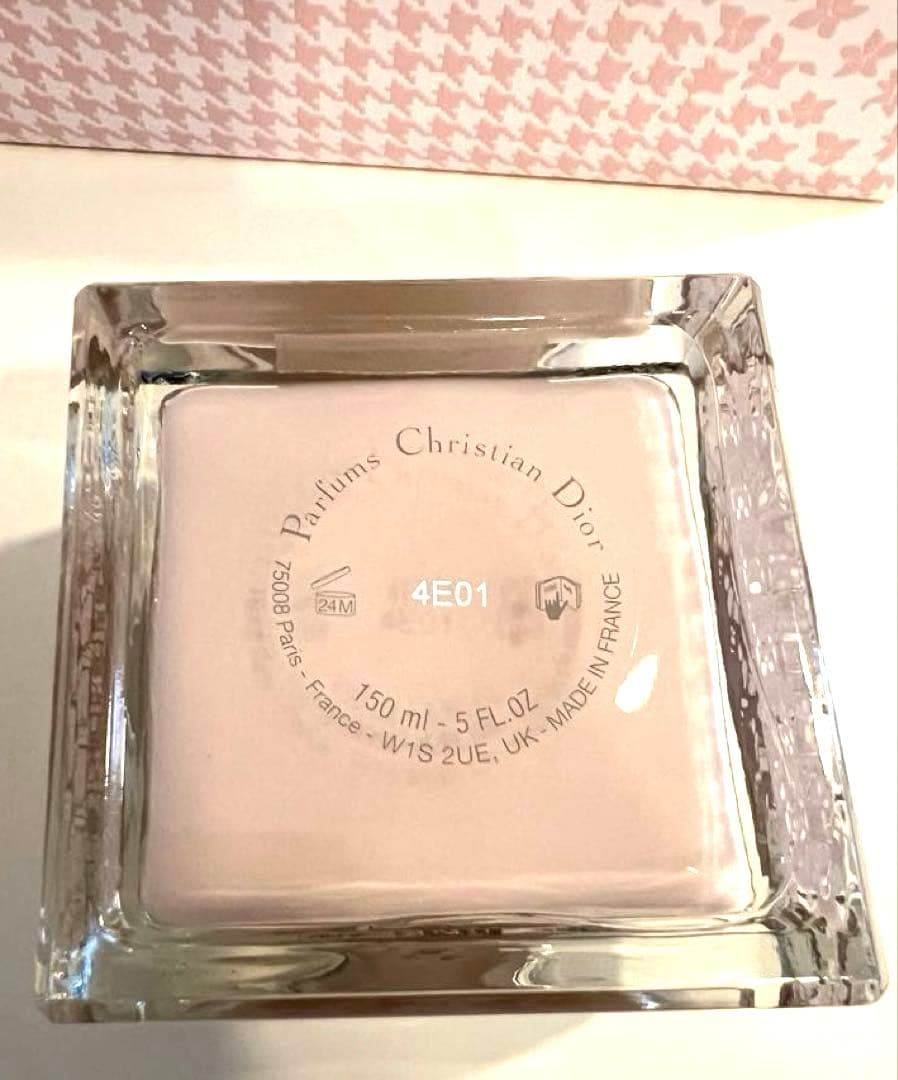 Parfums Christian Dior
24M
4E01
150 ml - 5 FL.OZ
75008 Paris - France - W1S 2UE, UK - MADE IN FRANCE